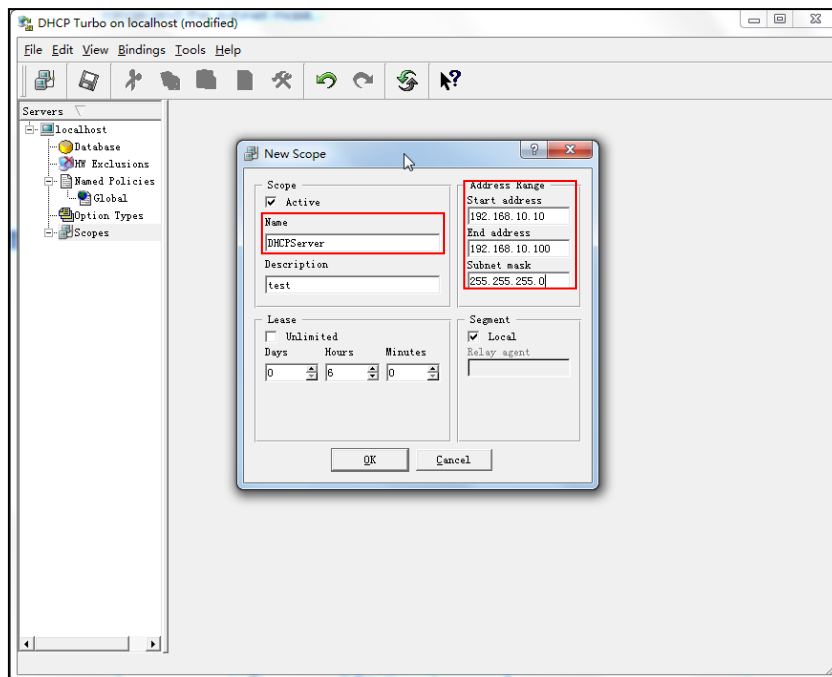 DHCP Turbo on localhost (modified)
File Edit View Bindings Tools Help
Servers
localhost
Database
HW Exclusions
Named Policies
Global
Option Types
Scopes
New Scope
Scope
Active
Name
DHCPServer
Description
test
Address Range
Start address
192.168.10.10
End address
192.168.10.100
Subnet mask
255.255.255.0
Lease
Unlimited
Days Hours Minutes
0 6 0
Segment
Local
Relay agent
OK Cancel